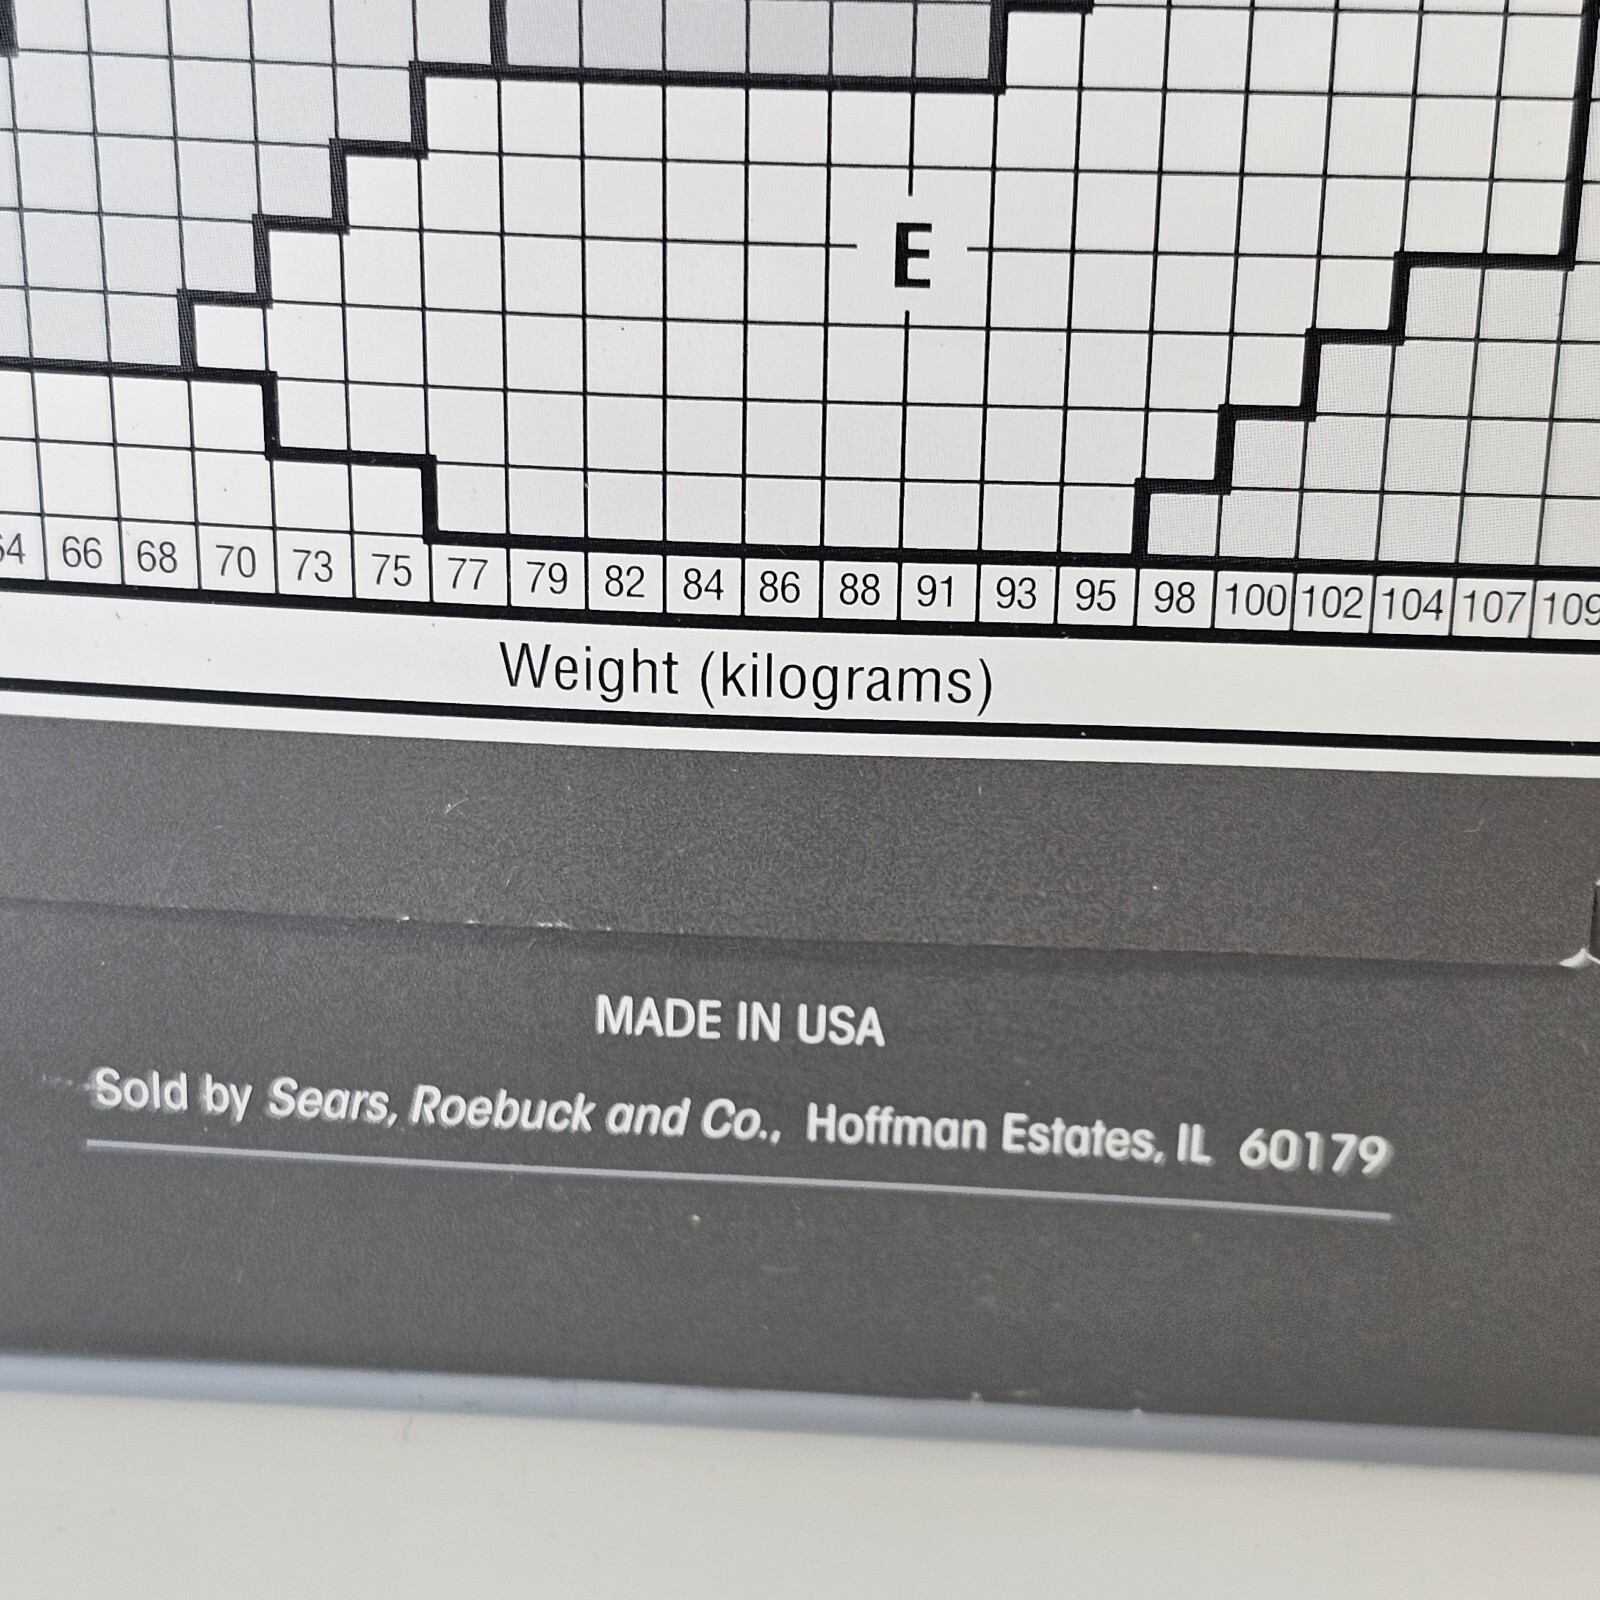 E
66 68 70 73 75 77 79 82 84 86 88 91 93 95 98 100 102 104 107 109
Weight (kilograms)
MADE IN USA
Sold by Sears, Roebuck and Co., Hoffman Estates, IL 60179